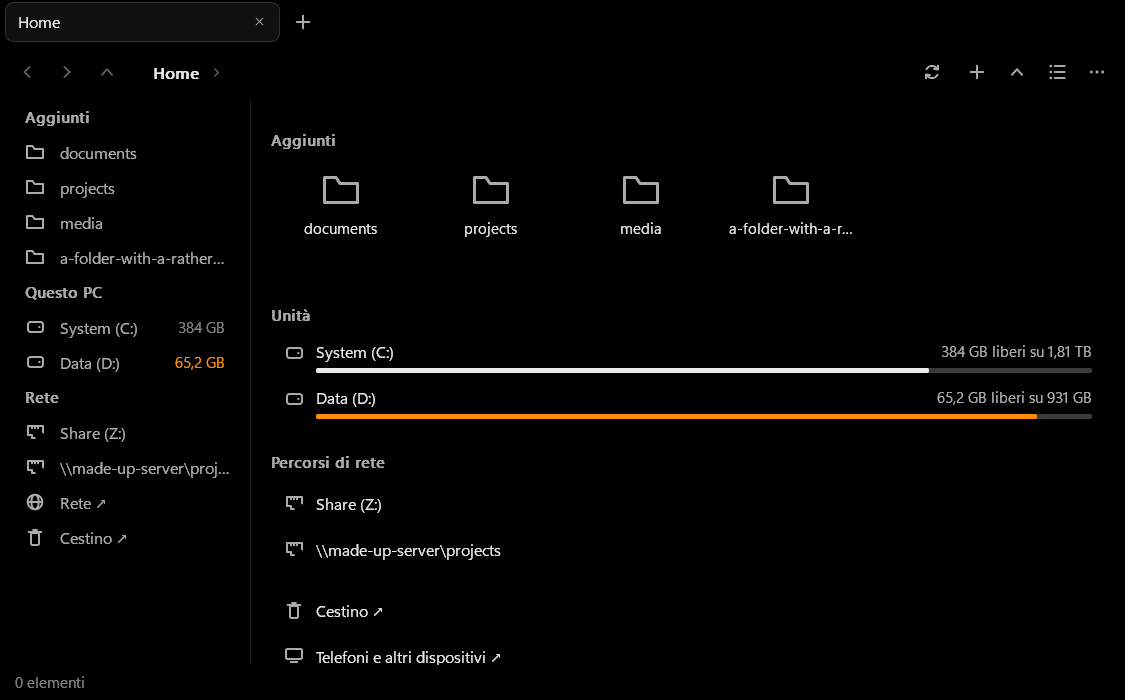 Home
Home
Aggiunti
documents
projects
media
a-folder-with-a-rather...
Questo PC
System (C:) 384 GB
Data (D:) 65,2 GB
Rete
Share (Z:)
\\made-up-server\proj...
Rete ↗
Cestino ↗
Aggiunti
documents projects media a-folder-with-a-r...
Unità
System (C:) 384 GB liberi su 1,81 TB
Data (D:) 65,2 GB liberi su 931 GB
Percorsi di rete
Share (Z:)
\\made-up-server\projects
Cestino ↗
Telefoni e altri dispositivi ↗
0 elementi